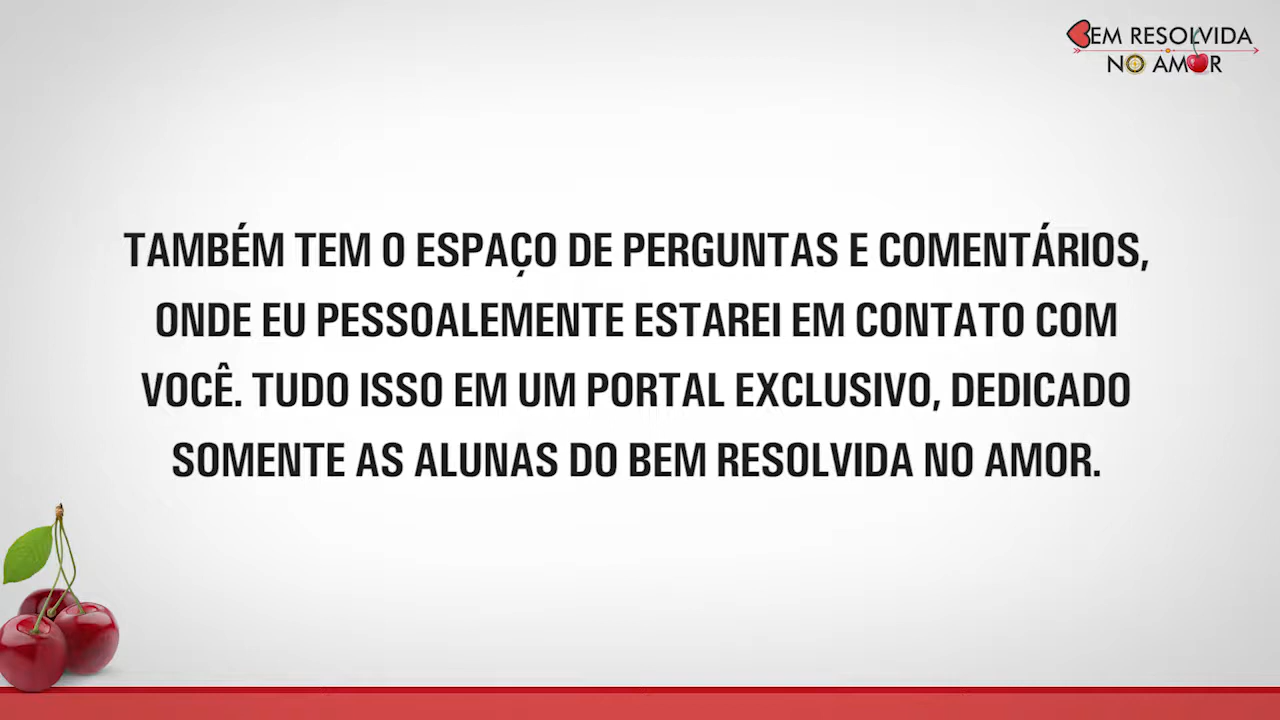 BEM RESOLVIDA
NO AMOR
TAMBÉM TEM O ESPAÇO DE PERGUNTAS E COMENTÁRIOS,
ONDE EU PESSOALEMENTE ESTAREI EM CONTATO COM
VOCÊ. TUDO ISSO EM UM PORTAL EXCLUSIVO, DEDICADO
SOMENTE AS ALUNAS DO BEM RESOLVIDA NO AMOR.